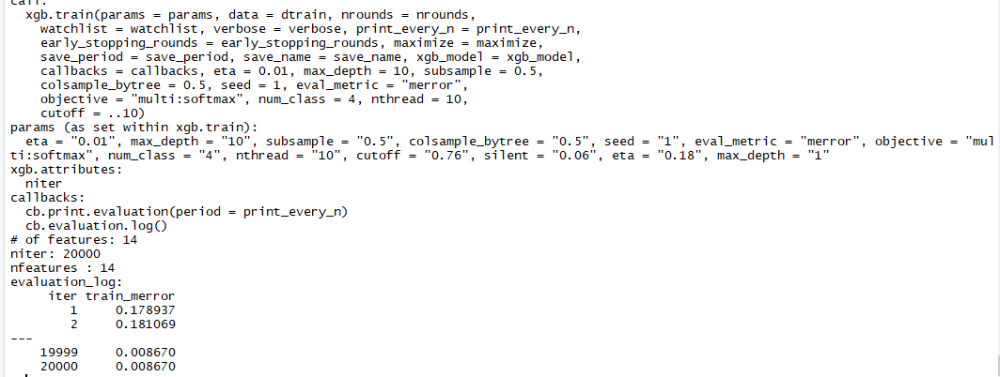 call:
xgb.train(params = params, data = dtrain, nrounds = nrounds,
watchlist = watchlist, verbose = verbose, print_every_n = print_every_n,
early_stopping_rounds = early_stopping_rounds, maximize = maximize,
save_period = save_period, save_name = save_name, xgb_model = xgb_model,
callbacks = callbacks, eta = 0.01, max_depth = 10, subsample = 0.5,
colsample_bytree = 0.5, seed = 1, eval_metric = "merror",
objective = "multi:softmax", num_class = 4, nthread = 10,
cutoff = ..10)
params (as set within xgb.train):
eta = "0.01", max_depth = "10", subsample = "0.5", colsample_bytree = "0.5", seed = "1", eval_metric = "merror", objective = "mul
ti:softmax", num_class = "4", nthread = "10", cutoff = "0.76", silent = "0.06", eta = "0.18", max_depth = "1"
xgb.attributes:
niter
callbacks:
cb.print.evaluation(period = print_every_n)
cb.evaluation.log()
# of features: 14
niter: 20000
nfeatures : 14
evaluation_log:
iter train_merror
1 0.178937
2 0.181069
---
19999 0.008670
20000 0.008670